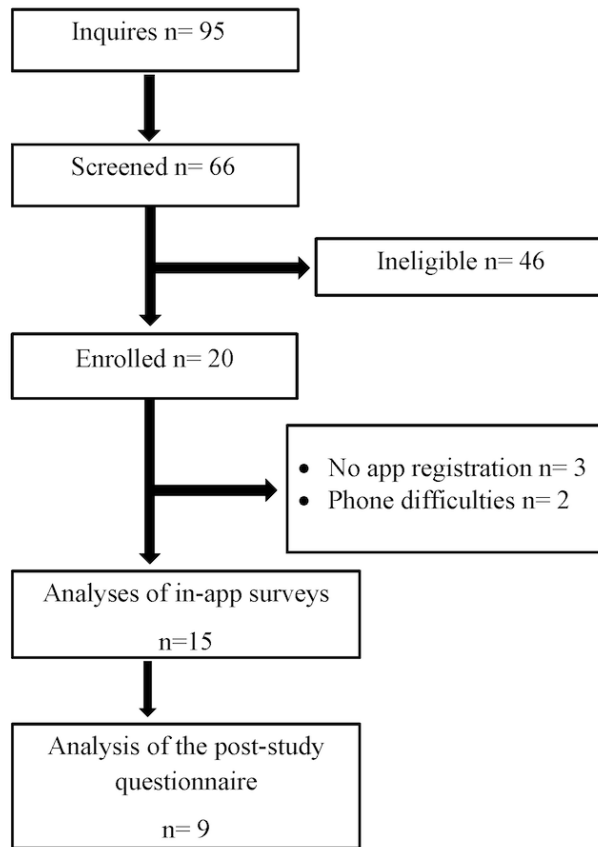 Inquires n= 95
Screened n= 66
Ineligible n= 46
Enrolled n= 20
• No app registration n= 3
• Phone difficulties n= 2
Analyses of in-app surveys
n=15
Analysis of the post-study
questionnaire
n= 9